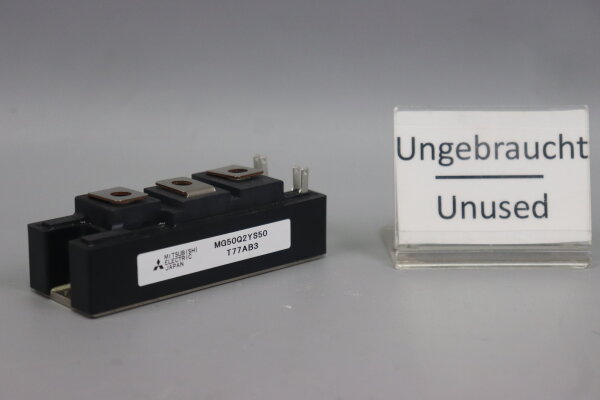 MITSUBISHI
ELECTRIC
JAPAN
MG50Q2YS50
T77AB3
Ungebraucht
Unused